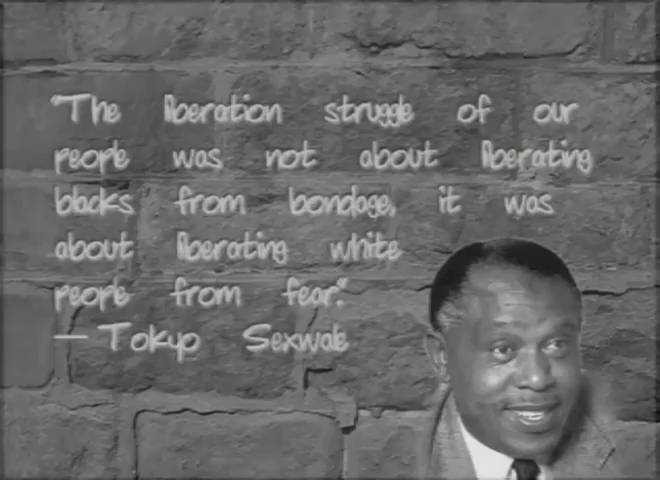 "The liberation struggle of our
people was not about liberating
blacks from bondage, it was
about liberating white
people from fear."
— Tokyo Sexwale